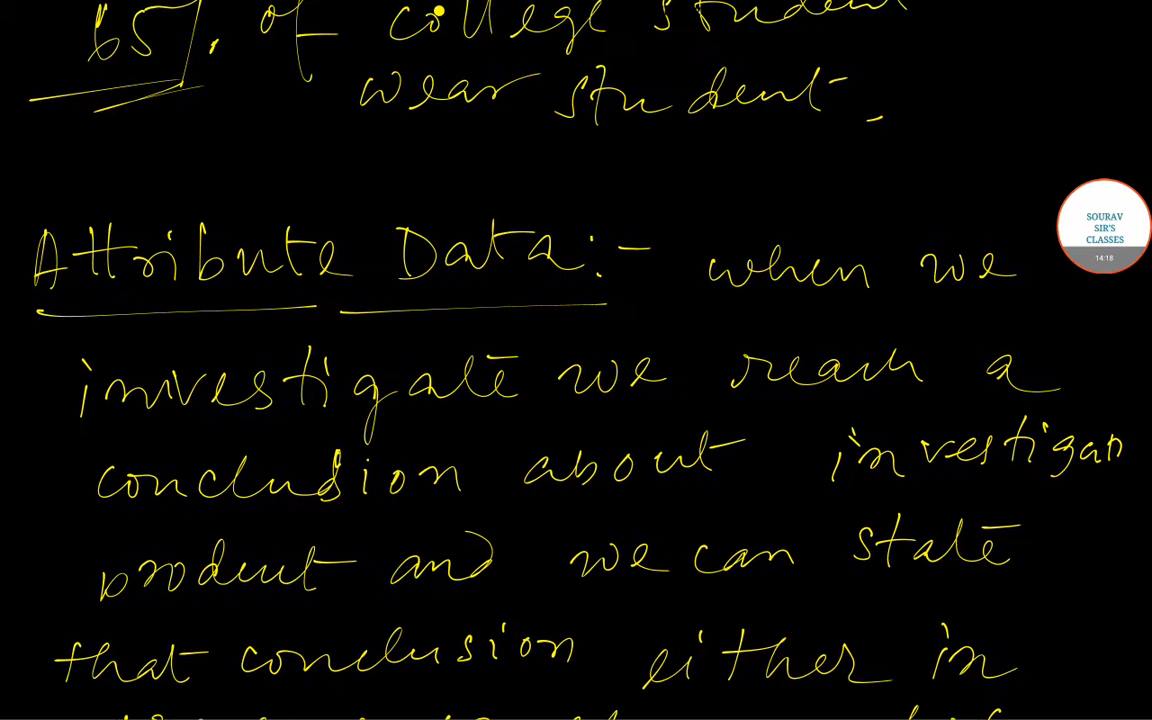 65%. of college student
wear student.
Attribute Data:- when we
investigate we reach a
conclusion about investigan
product and we can state
that conclusion either in
SOURAV
SIR'S
CLASSES
14:18